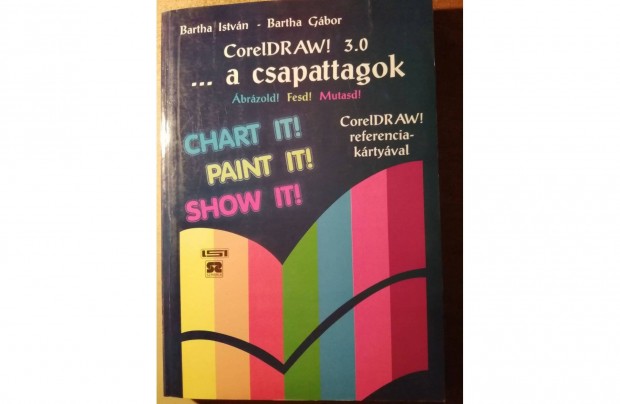 Bartha István - Bartha Gábor
CorelDRAW! 3.0
... a csapattagok
Ábrázold! Fesd! Mutasd!
CHART IT!
PAINT IT!
SHOW IT!
CorelDRAW!
referencia-
kártyával
LSI